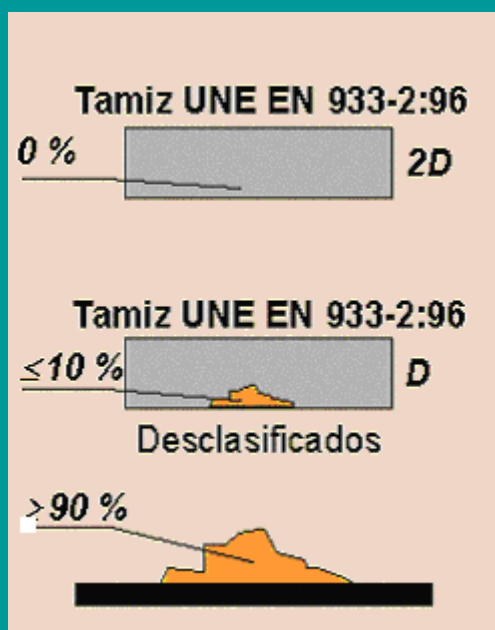 Tamiz UNE EN 933-2:96
0 %
2D
Tamiz UNE EN 933-2:96
≤10 %
D
Desclasificados
>90 %